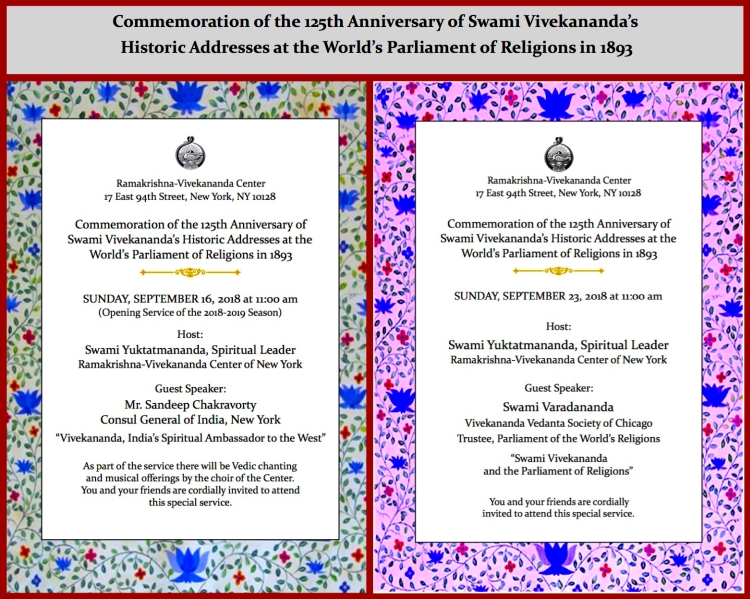 Commemoration of the 125th Anniversary of Swami Vivekananda's
Historic Addresses at the World's Parliament of Religions in 1893
Ramakrishna-Vivekananda Center
17 East 94th Street, New York, NY 10128
Commemoration of the 125th Anniversary of
Swami Vivekananda's Historic Addresses at the
World's Parliament of Religions in 1893
SUNDAY, SEPTEMBER 16, 2018 at 11:00 am
(Opening Service of the 2018-2019 Season)
Host:
Swami Yuktatmananda, Spiritual Leader
Ramakrishna-Vivekananda Center of New York
Guest Speaker:
Mr. Sandeep Chakravorty
Consul General of India, New York
"Vivekananda, India's Spiritual Ambassador to the West"
As part of the service there will be Vedic chanting
and musical offerings by the choir of the Center.
You and your friends are cordially invited to attend
this special service.
Ramakrishna-Vivekananda Center
17 East 94th Street, New York, NY 10128
Commemoration of the 125th Anniversary of
Swami Vivekananda's Historic Addresses at the
World's Parliament of Religions in 1893
SUNDAY, SEPTEMBER 23, 2018 at 11:00 am
Host:
Swami Yuktatmananda, Spiritual Leader
Ramakrishna-Vivekananda Center of New York
Guest Speaker:
Swami Varadananda
Vivekananda Vedanta Society of Chicago
Trustee, Parliament of the World's Religions
"Swami Vivekananda
and the Parliament of Religions"
You and your friends are cordially
invited to attend this special service.